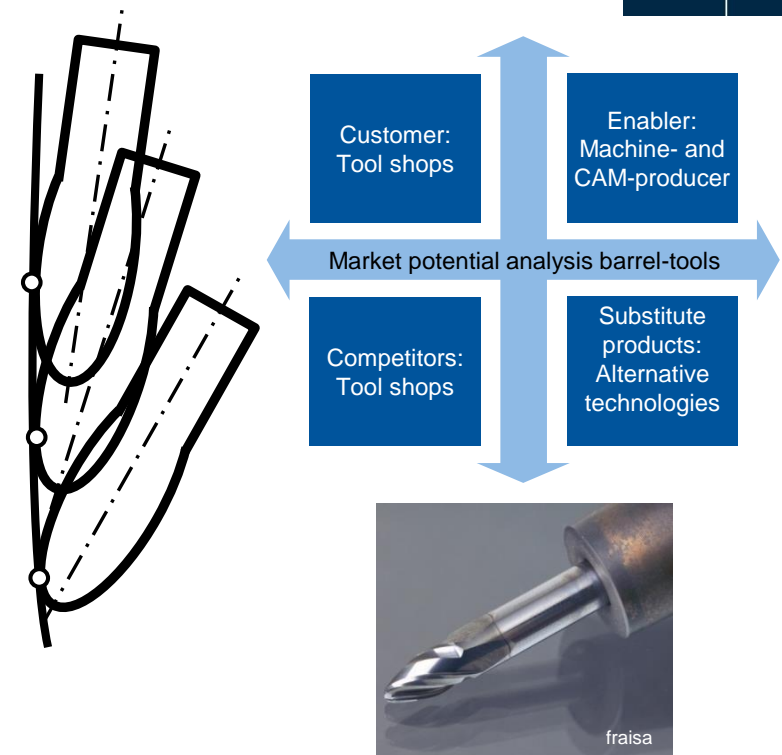 Customer:
Tool shops
Enabler:
Machine- and
CAM-producer
Market potential analysis barrel-tools
Competitors:
Tool shops
Substitute
products:
Alternative
technologies
fraisa